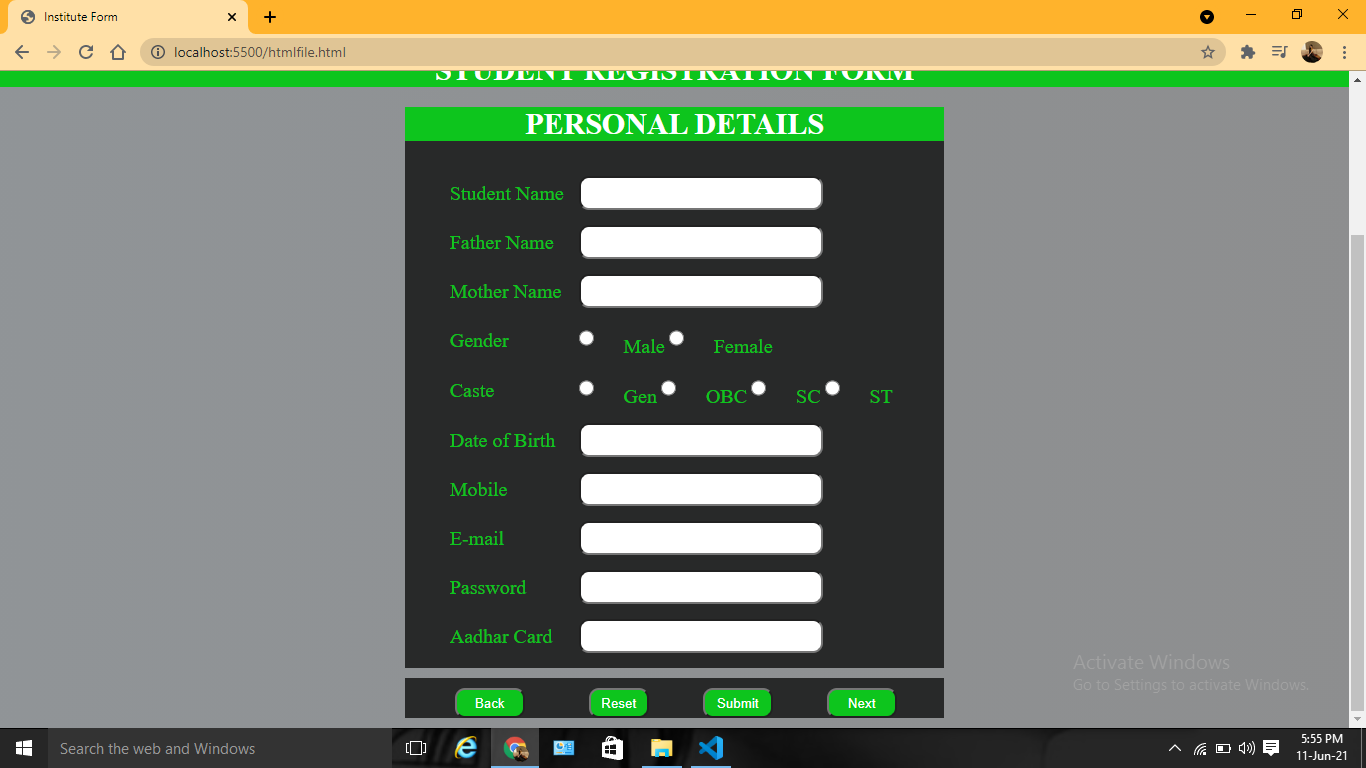 Institute Form
localhost:5500/htmlfile.html
STUDENT REGISTRATION FORM
PERSONAL DETAILS
Student Name
Father Name
Mother Name
Gender Male Female
Caste Gen OBC SC ST
Date of Birth
Mobile
E-mail
Password
Aadhar Card
Activate Windows
Go to Settings to activate Windows.
Back Reset Submit Next
Search the web and Windows
5:55 PM
11-Jun-21